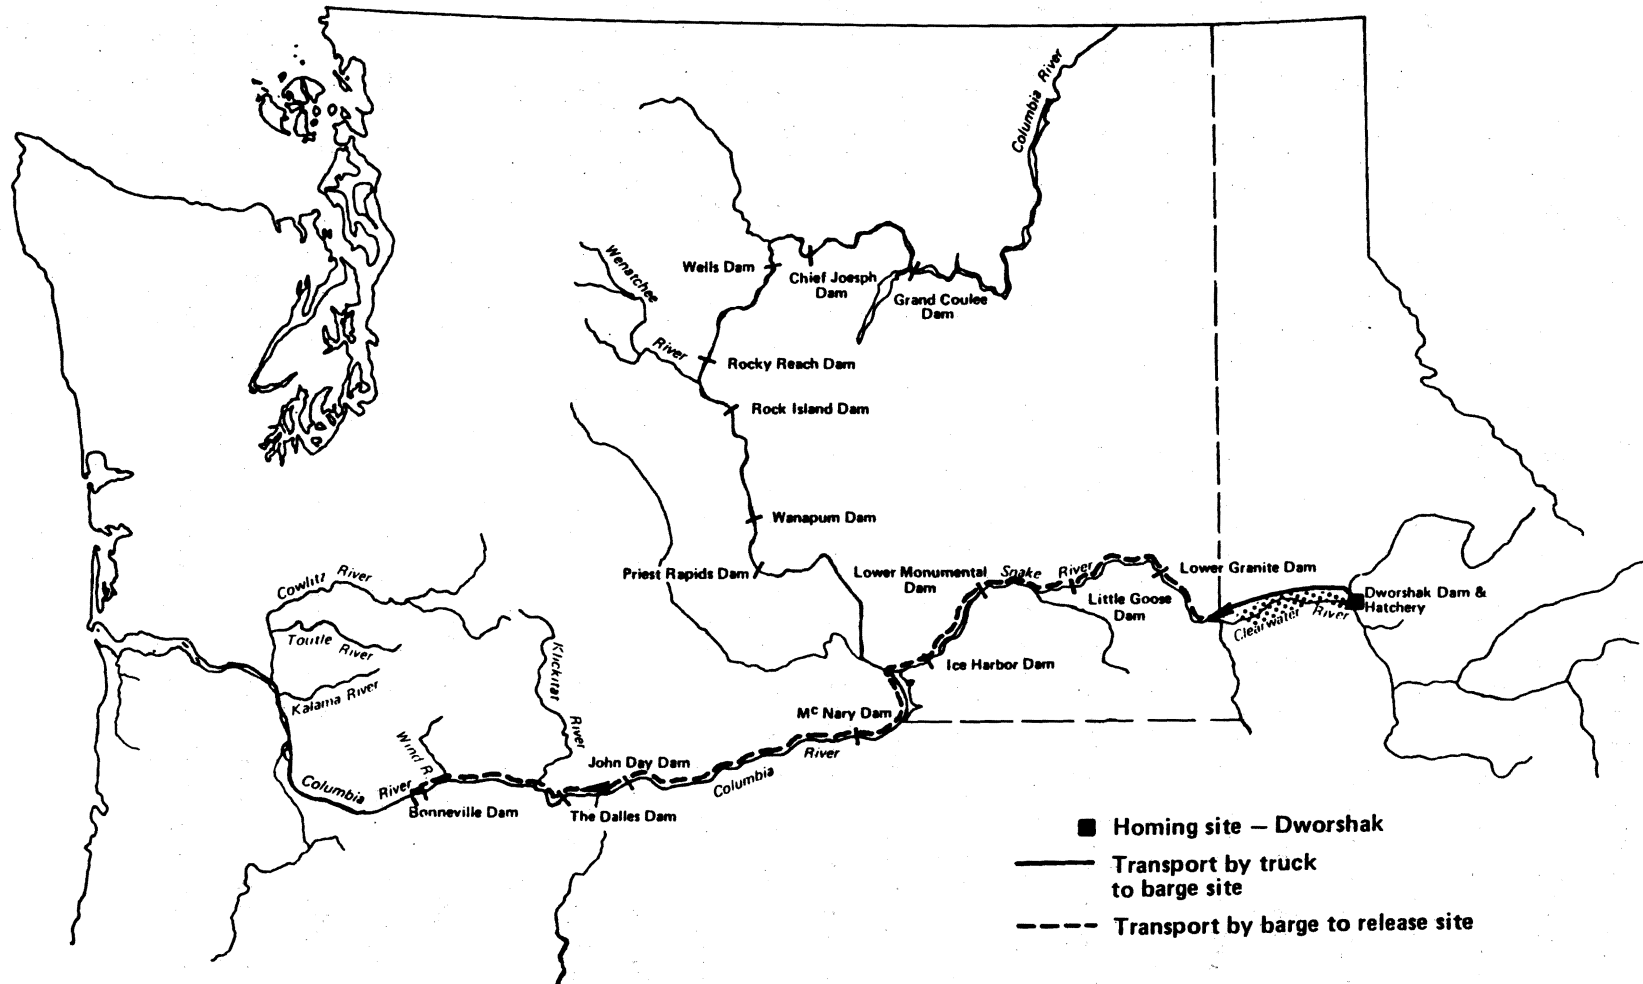 Columbia River
Wenatchee
River
Wells Dam
Chief Joesph
Dam
Grand Coulee
Dam
Rocky Reach Dam
Rock Island Dam
Wanapum Dam
Priest Rapids Dam
Lower Monumental
Dam
Snake River
Little Goose
Dam
Lower Granite Dam
Dworshak Dam &
Hatchery
Clearwater River
Ice Harbor Dam
Mc Nary Dam
Cowlitz River
Toutle River
Kalama River
Klickitat River
Wind R.
John Day Dam
Columbia River
Columbia River
Bonneville Dam
The Dalles Dam
Homing site — Dworshak
Transport by truck
to barge site
Transport by barge to release site